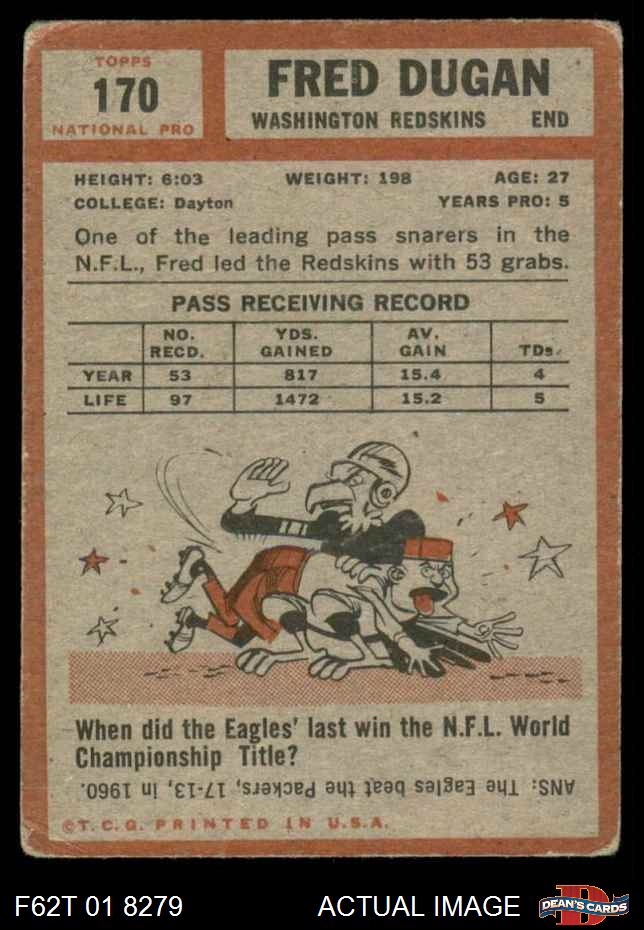 TOPPS
170
NATIONAL PRO
FRED DUGAN
WASHINGTON REDSKINS END
HEIGHT: 6:03 WEIGHT: 198 AGE: 27
COLLEGE: Dayton YEARS PRO: 5
One of the leading pass snarers in the
N.F.L., Fred led the Redskins with 53 grabs.
PASS RECEIVING RECORD
NO. RECD. YDS. GAINED AV. GAIN TDs.
YEAR 53 817 15.4 4
LIFE 97 1472 15.2 5
When did the Eagles' last win the N.F.L. World
Championship Title?
ANS: The Eagles beat the Packers, 17-13, in 1960.
©T.C.G. PRINTED IN U.S.A.
F62T 01 8279 ACTUAL IMAGE
D
DEAN'S CARDS